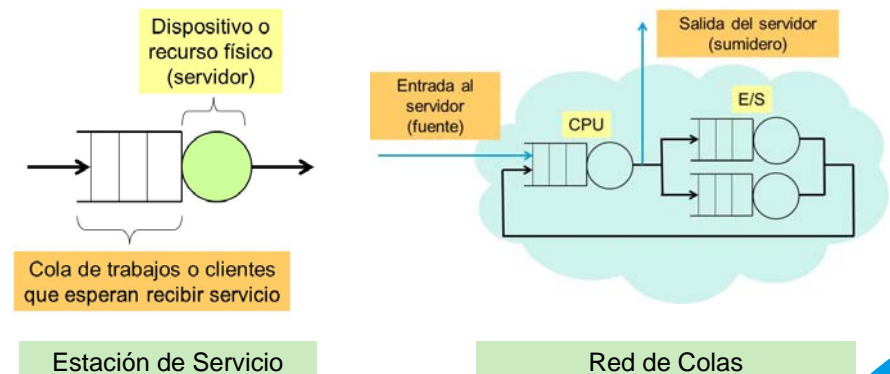 Dispositivo o
recurso físico
(servidor)
Cola de trabajos o clientes
que esperan recibir servicio
Estación de Servicio
Salida del servidor
(sumidero)
Entrada al
servidor
(fuente)
CPU
E/S
Red de Colas